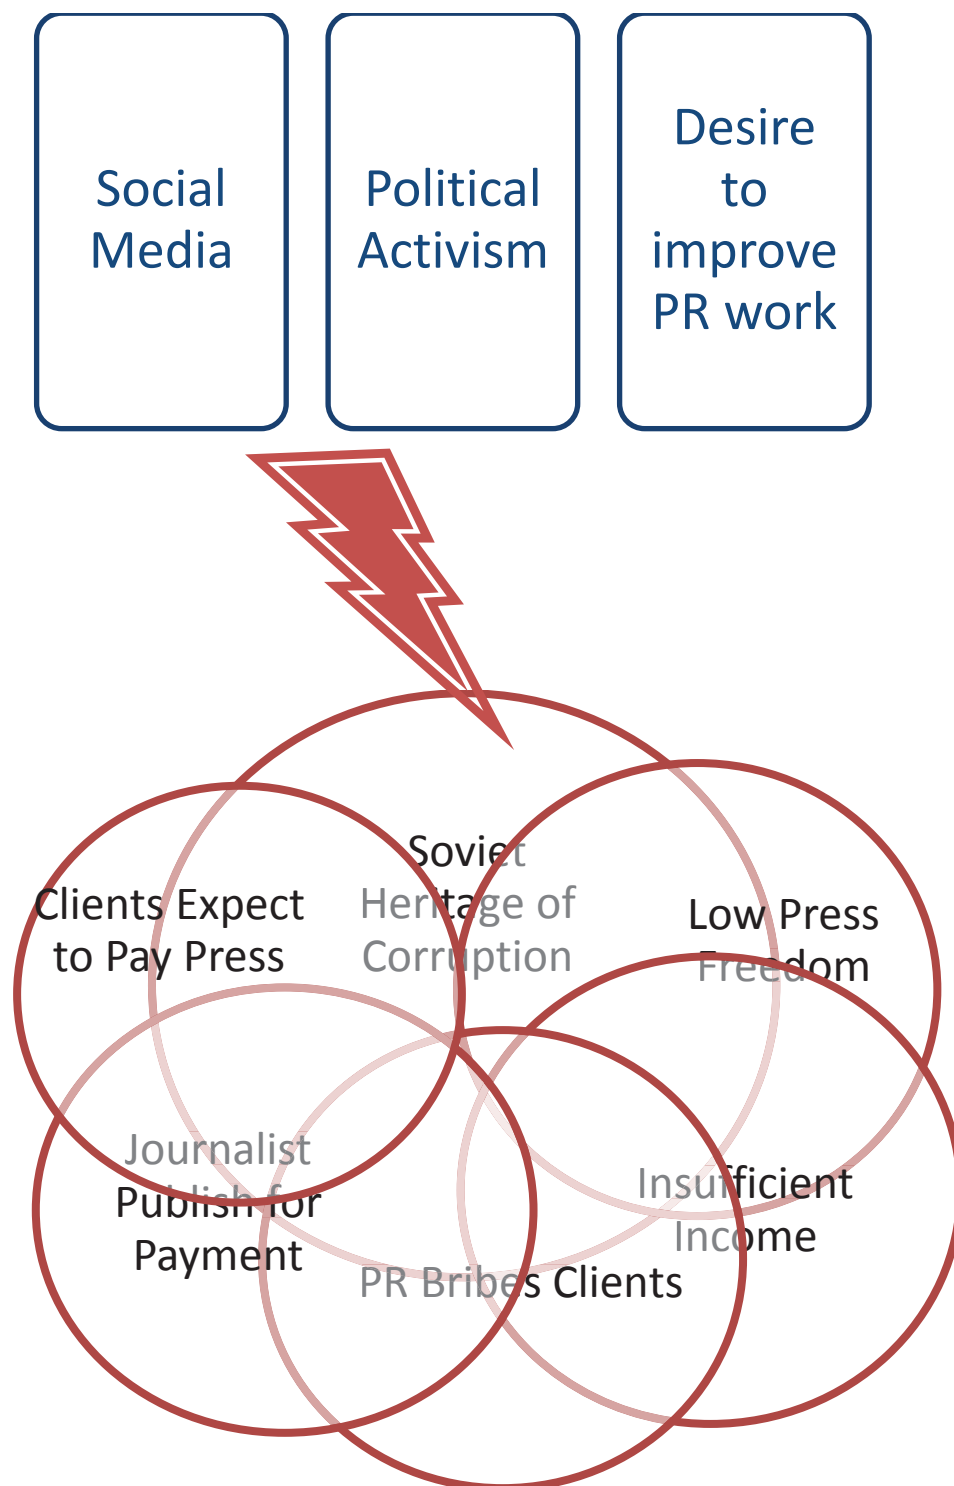 Social
Media
Political
Activism
Desire
to
improve
PR work
Soviet
Heritage of
Corruption
Clients Expect
to Pay Press
Low Press
Freedom
Journalist
Publish for
Payment
Insufficient
Income
PR Bribes Clients